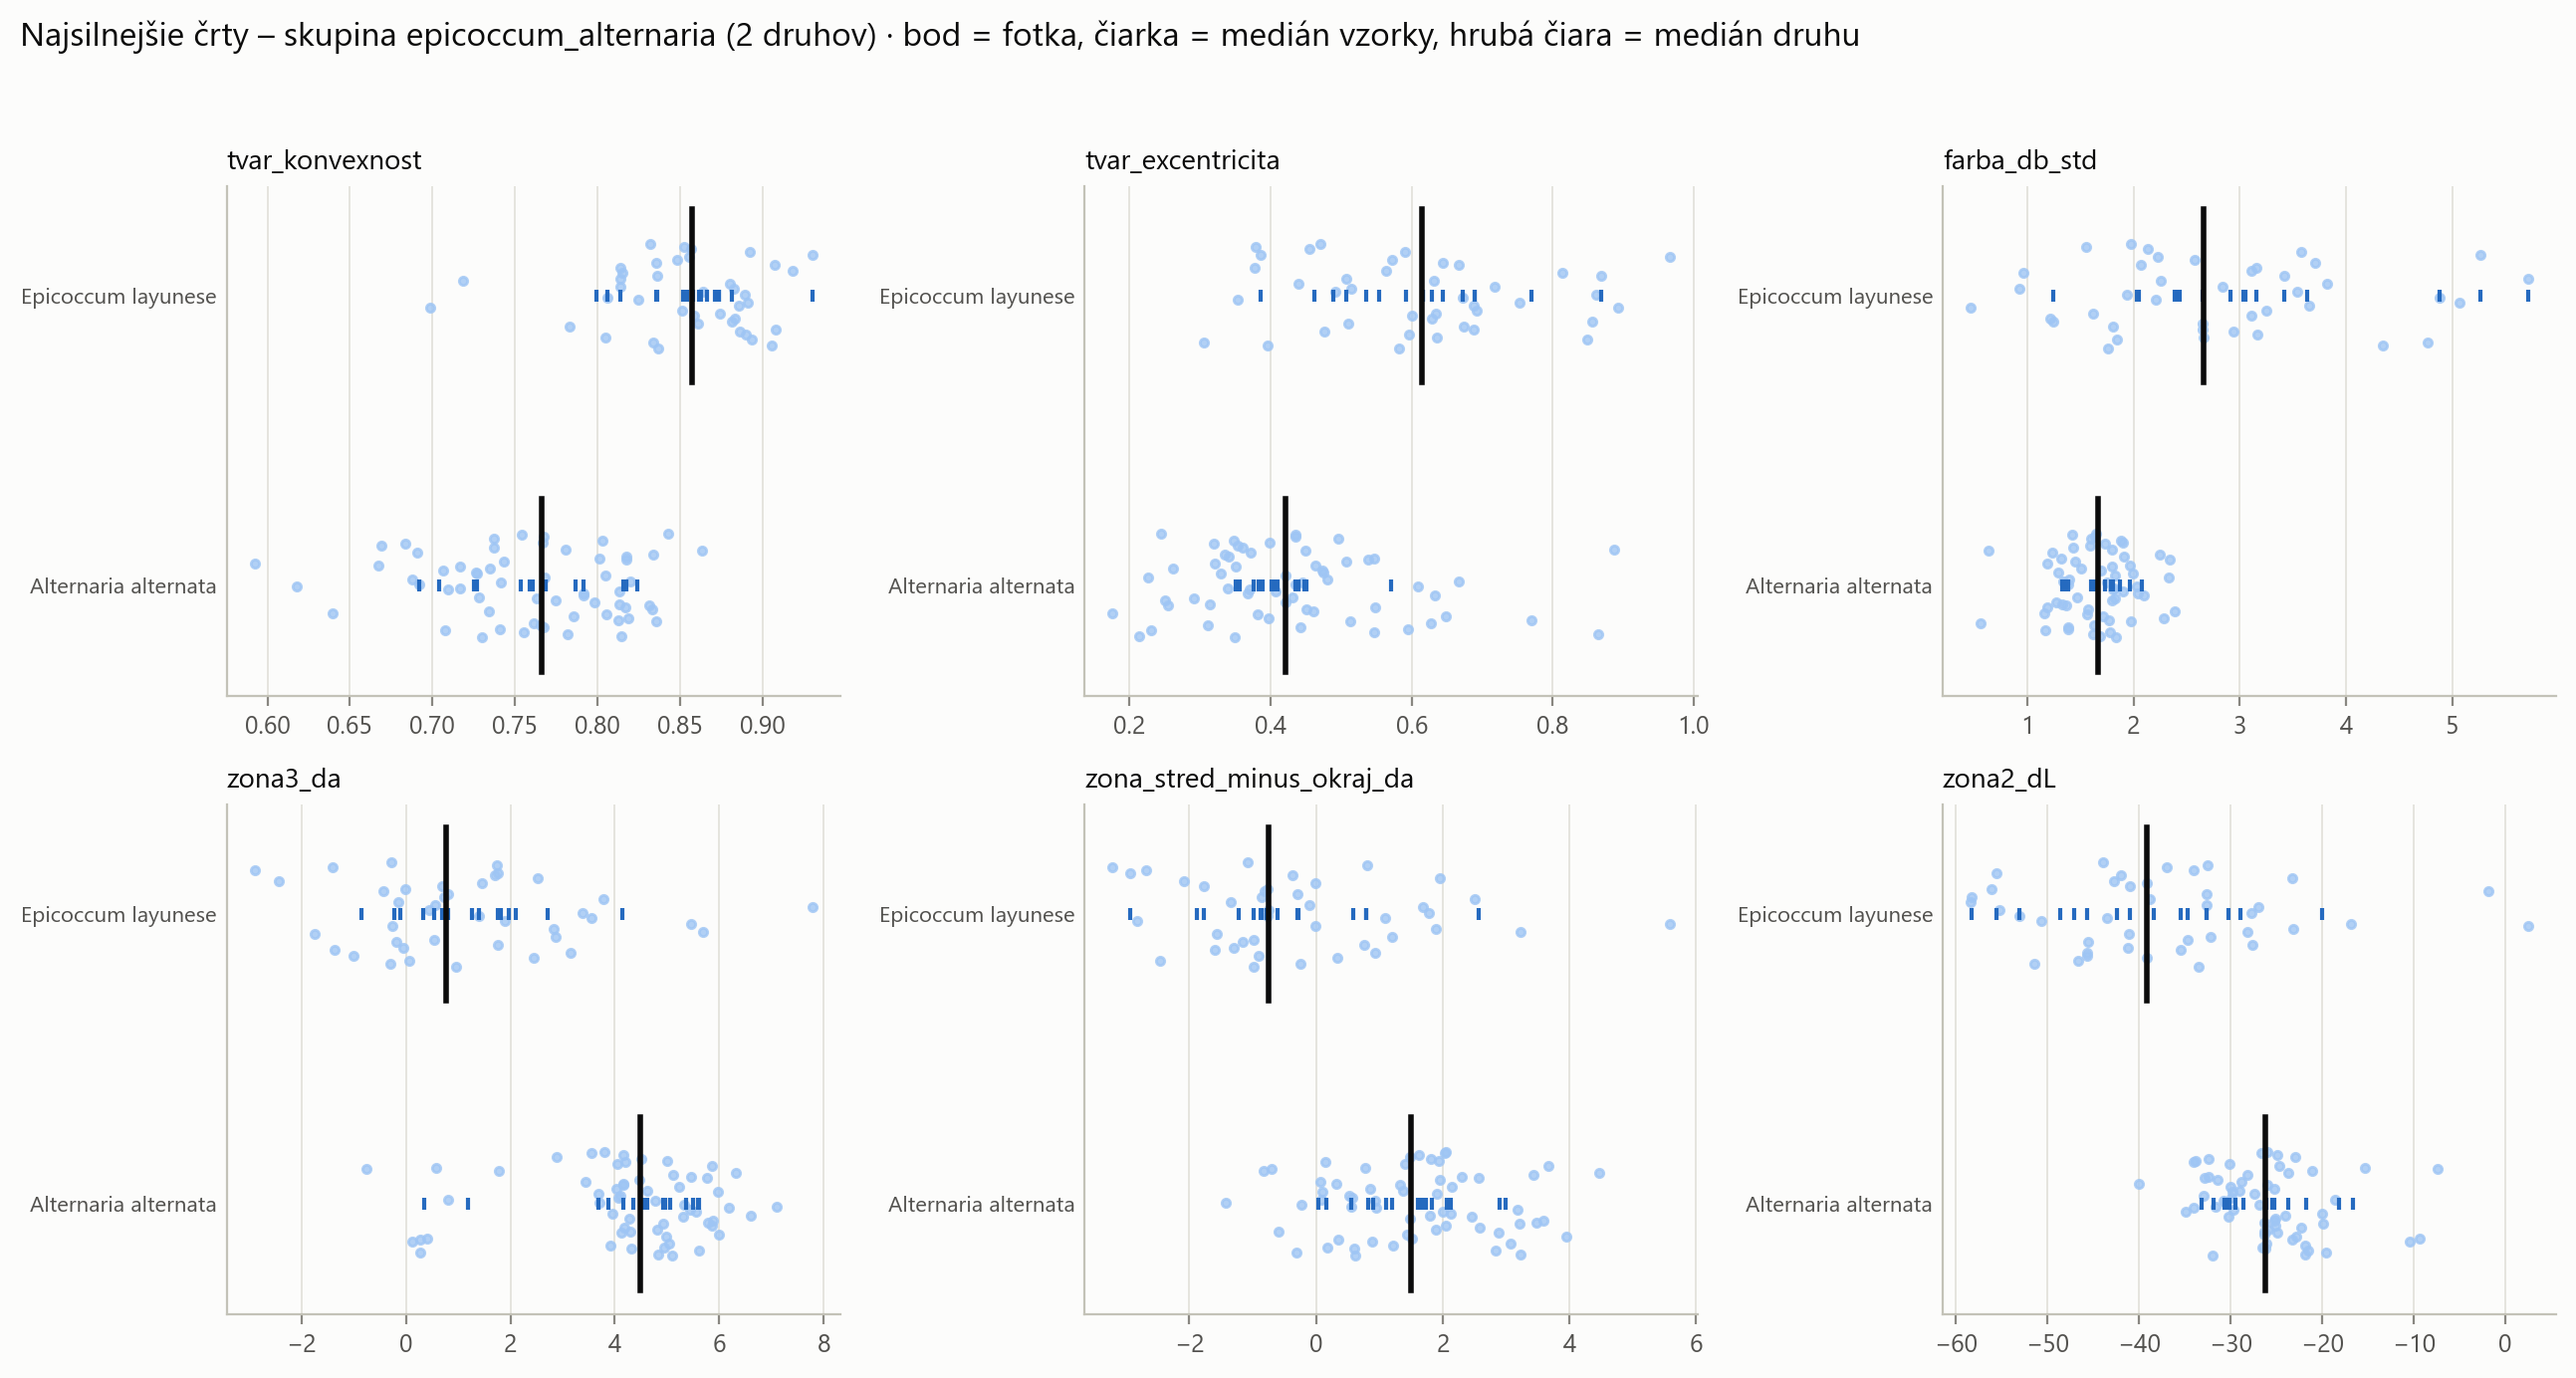 Najsilnejšie črty – skupina epicoccum_alternaria (2 druhov) · bod = fotka, čiarka = medián vzorky, hrubá čiara = medián druhu
tvar_konvexnost
Epicoccum layunese
Alternaria alternata
0.60 0.65 0.70 0.75 0.80 0.85 0.90
tvar_excentricita
Epicoccum layunese
Alternaria alternata
0.2 0.4 0.6 0.8 1.0
farba_db_std
Epicoccum layunese
Alternaria alternata
1 2 3 4 5
zona3_da
Epicoccum layunese
Alternaria alternata
−2 0 2 4 6 8
zona_stred_minus_okraj_da
Epicoccum layunese
Alternaria alternata
−2 0 2 4 6
zona2_dL
Epicoccum layunese
Alternaria alternata
−60 −50 −40 −30 −20 −10 0